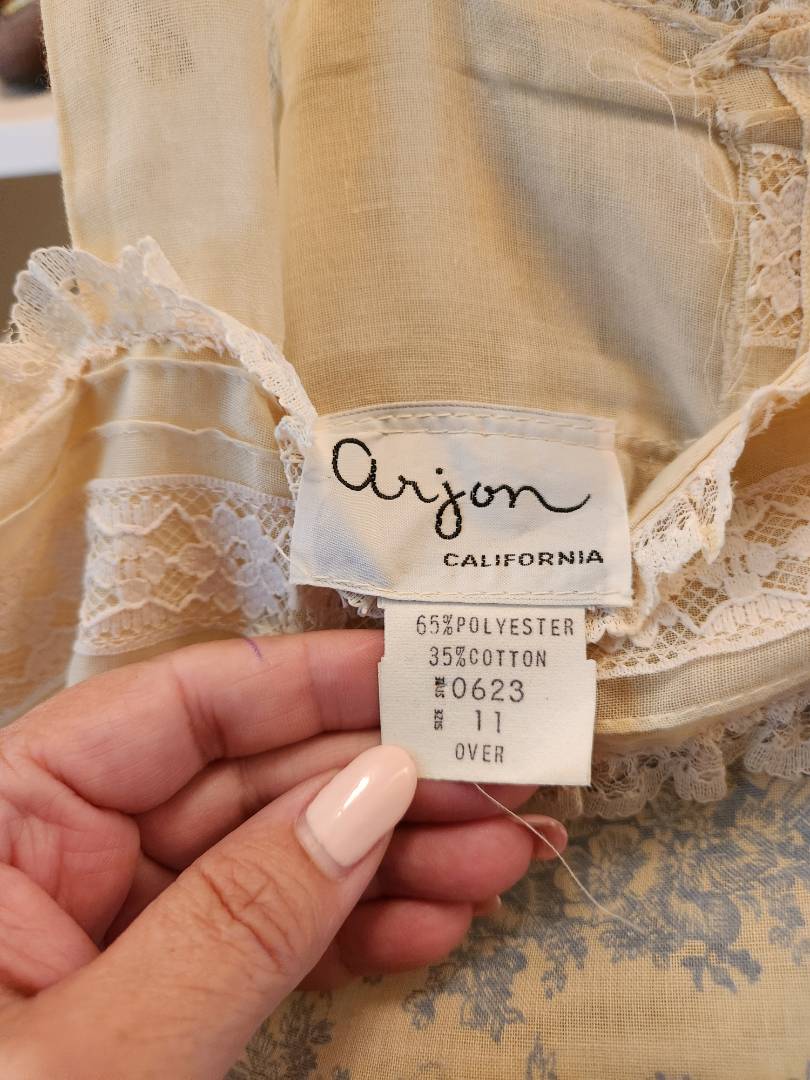 arjon
CALIFORNIA
65%POLYESTER
35%COTTON
STYLE 0623
SIZE 11
OVER